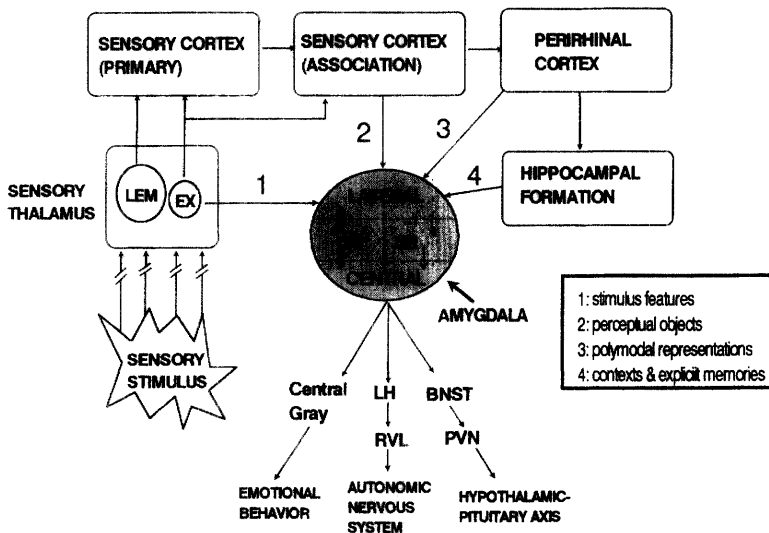 SENSORY CORTEX
(PRIMARY)
SENSORY CORTEX
(ASSOCIATION)
PERIRHINAL
CORTEX
2
3
4
HIPPOCAMPAL
FORMATION
SENSORY
THALAMUS
LEM
EX
1
LATERAL
CENTRAL
AMYGDALA
SENSORY
STIMULUS
1: stimulus features
2: perceptual objects
3: polymodal representations
4: contexts & expliicit memories
Central
Gray
LH
BNST
RVL
PVN
EMOTIONAL
BEHAVIOR
AUTONOMIC
NERVOUS
SYSTEM
HYPOTHALAMIC-
PITUITARY AXIS